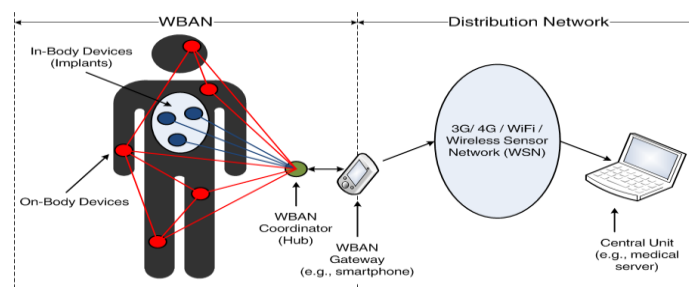 WBAN
Distribution Network
In-Body Devices
(Implants)
3G/ 4G / WiFi /
Wireless Sensor
Network (WSN)
On-Body Devices
WBAN
Coordinator
(Hub)
WBAN
Gateway
(e.g., smartphone)
Central Unit
(e.g., medical
server)